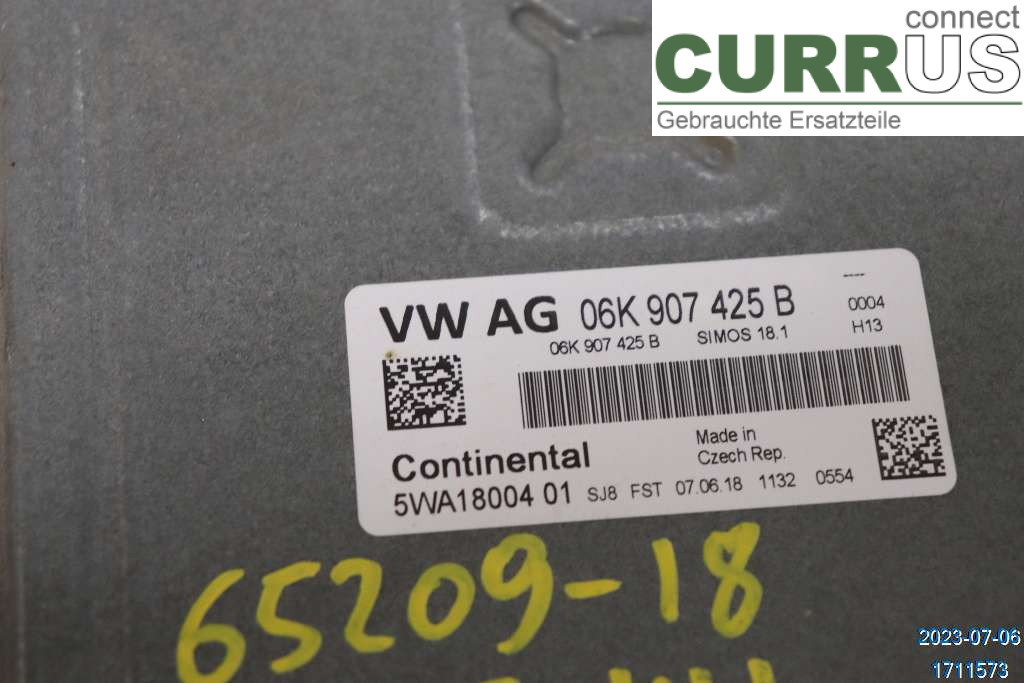 connect
CURRUS
Gebrauchte Ersatzteile
----
VW AG 06K 907 425 B 0004
06K 907 425 B SIMOS 18.1 H13
Continental Made in
Czech Rep.
5WA18004 01 SJ8 FST 07.06.18 1132 0554
65209-18
2023-07-06
1711573